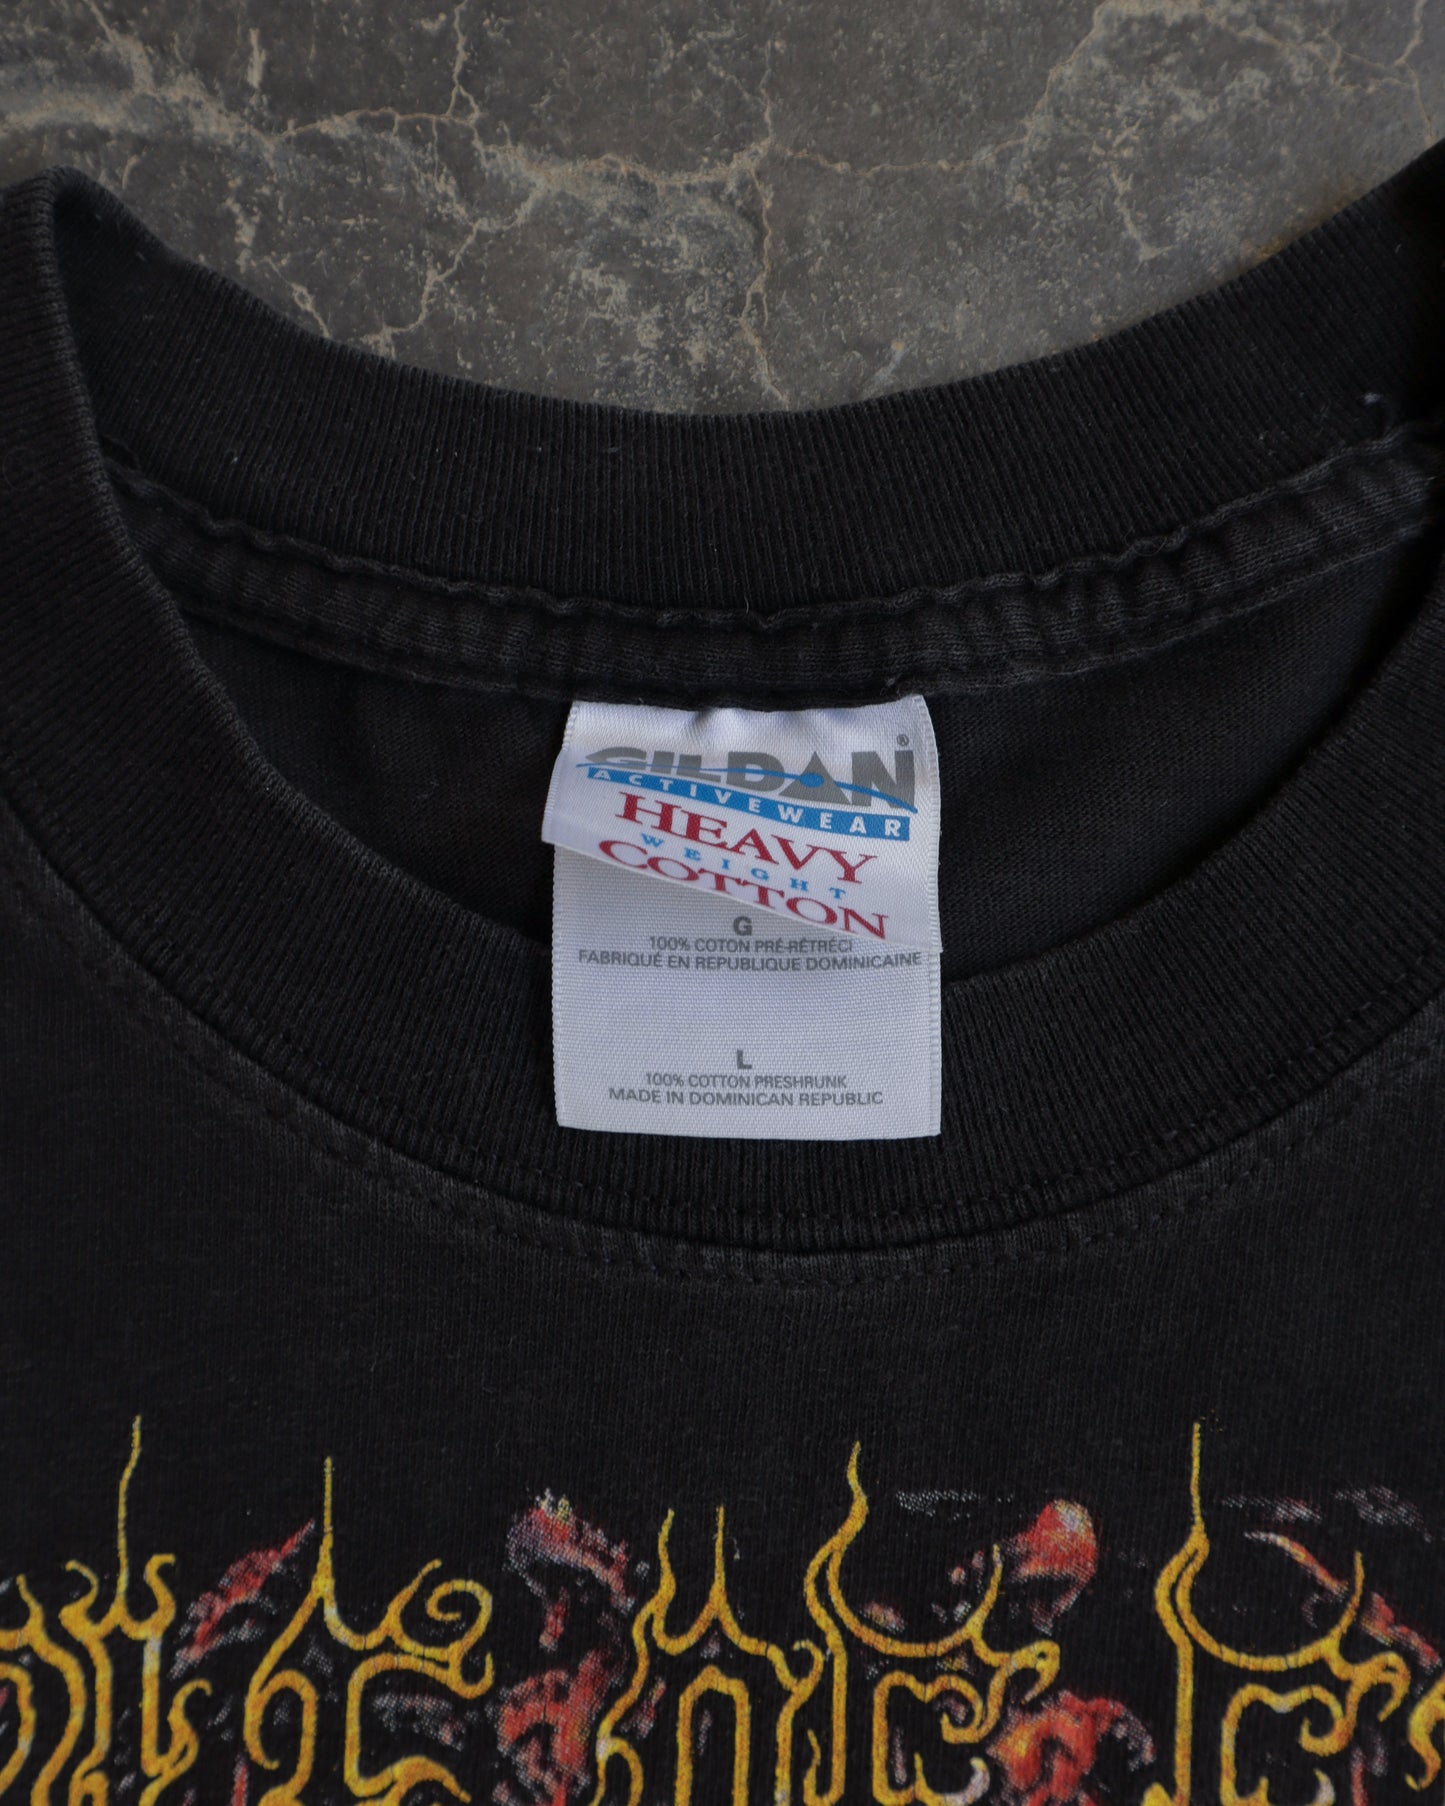 GILDAN®
ACTIVEWEAR
HEAVY
WEIGHT
COTTON
G
100% COTON PRÉ-RÉTRÉCI
FABRIQUÉ EN REPUBLIQUE DOMINICAINE
L
100% COTTON PRESHRUNK
MADE IN DOMINICAN REPUBLIC